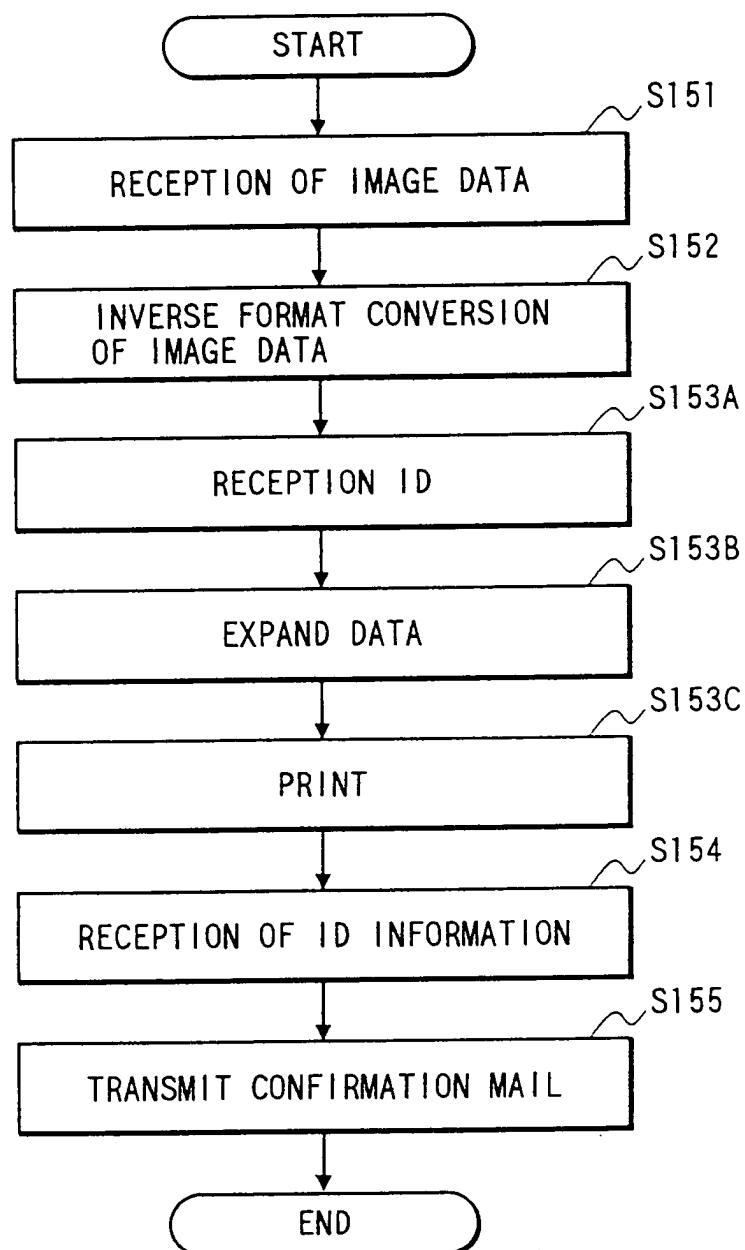 START
S151
RECEPTION OF IMAGE DATA
S152
INVERSE FORMAT CONVERSION
OF IMAGE DATA
S153A
RECEPTION ID
S153B
EXPAND DATA
S153C
PRINT
S154
RECEPTION OF ID INFORMATION
S155
TRANSMIT CONFIRMATION MAIL
END